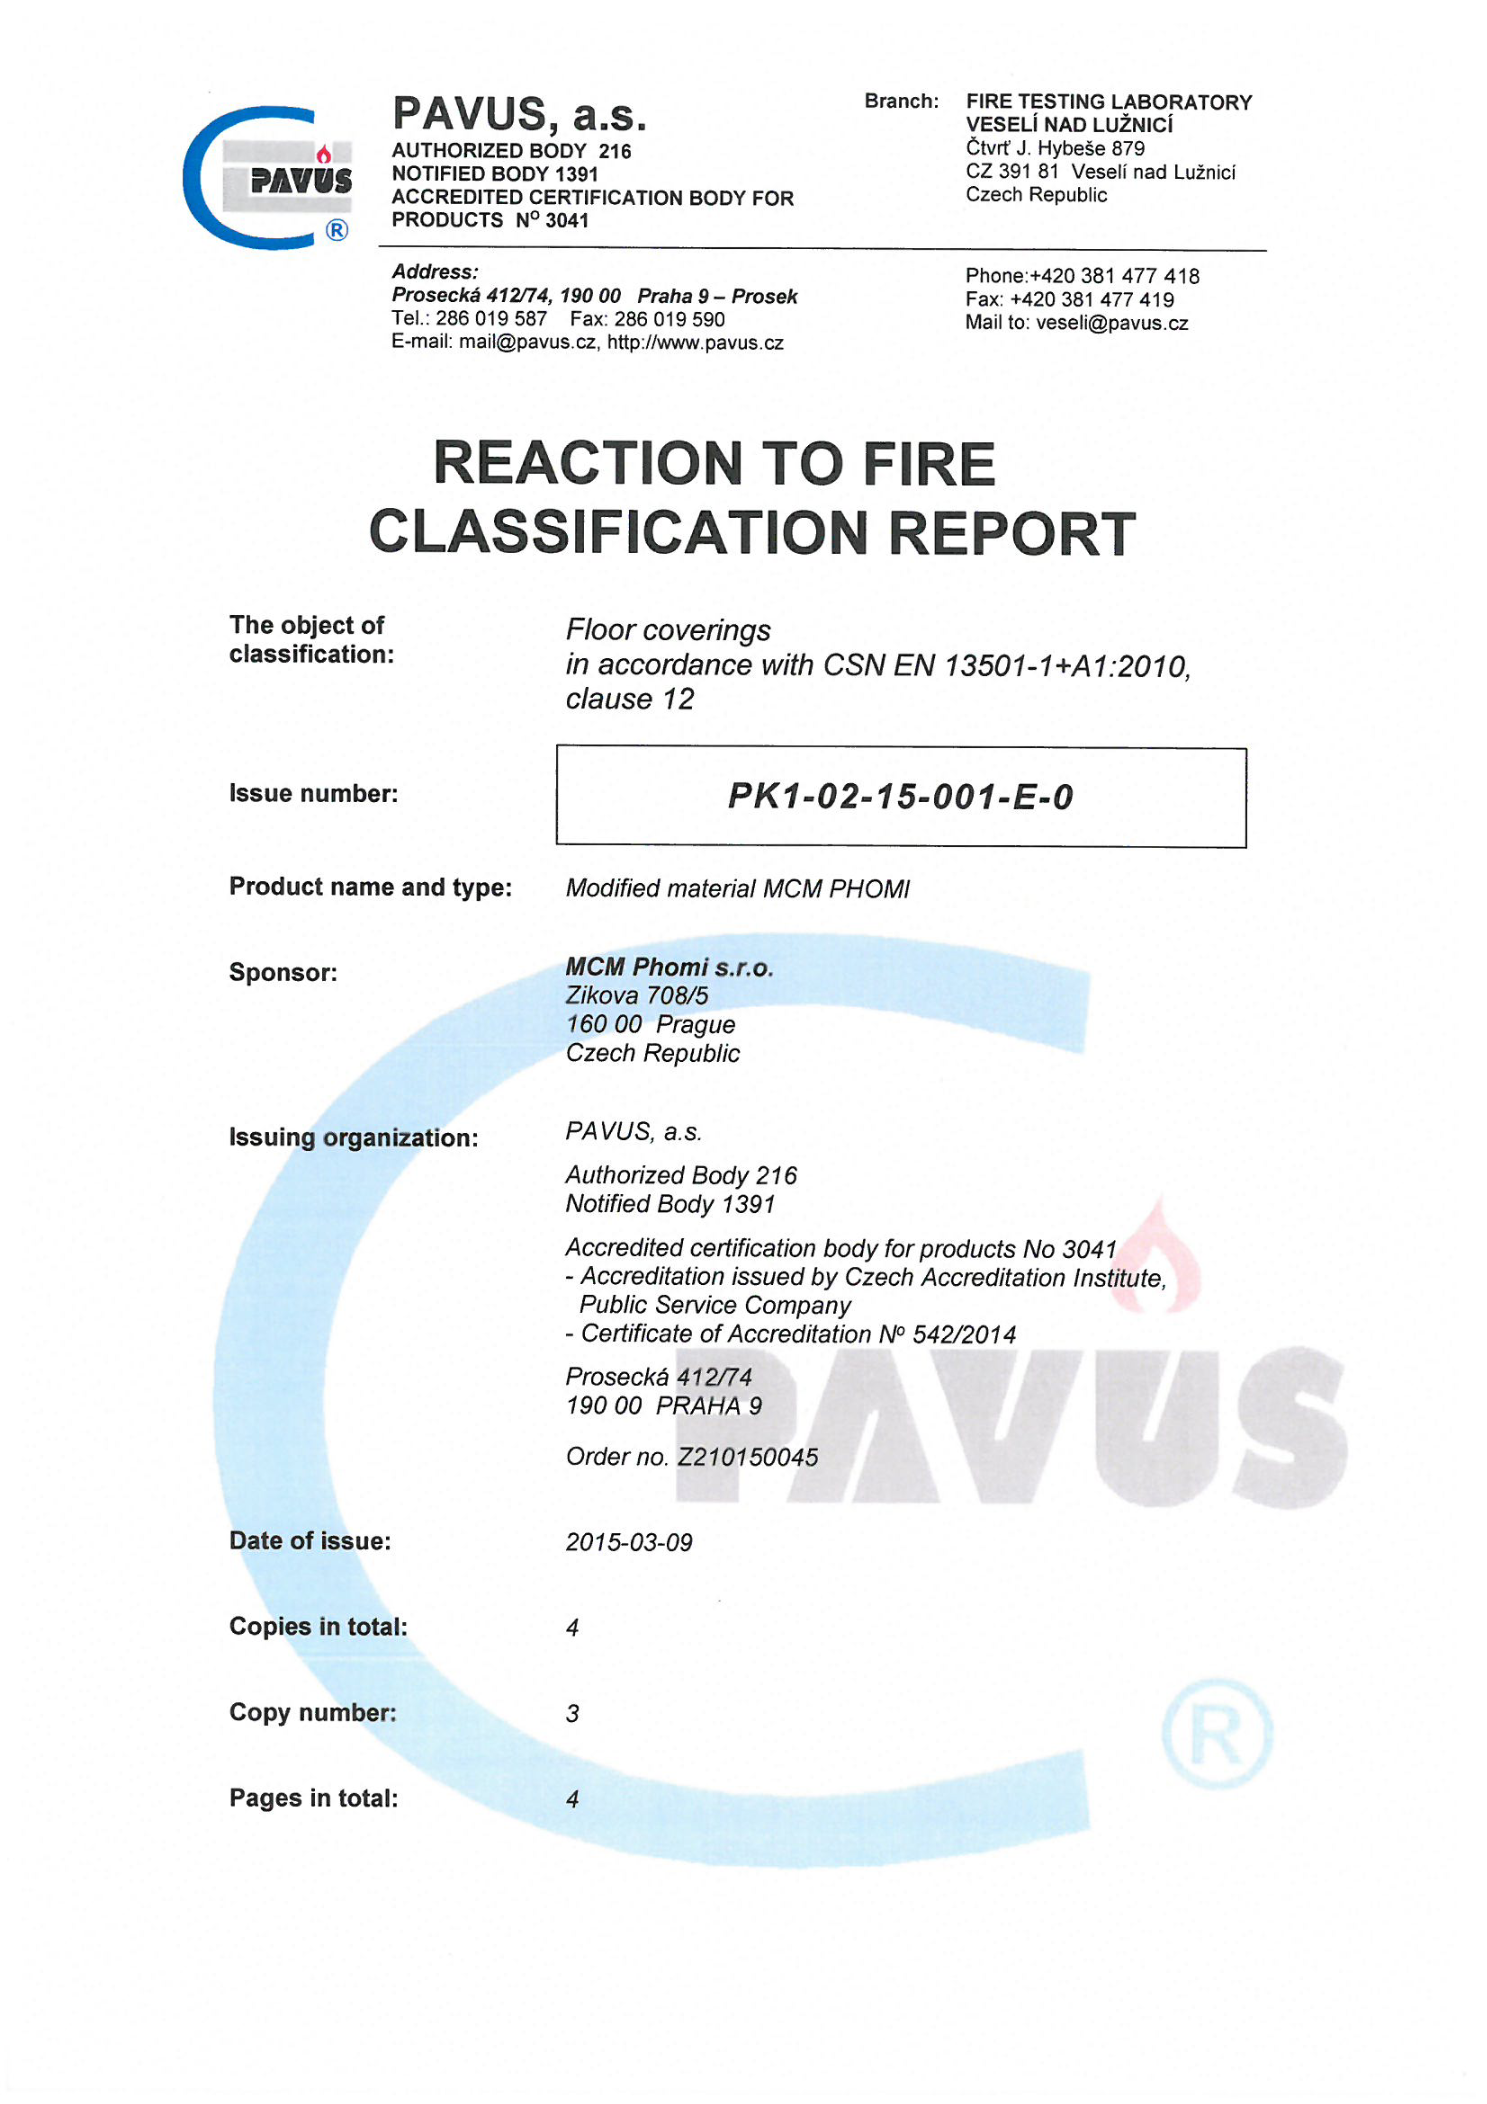 PAVUS
®
PAVUS, a.s.
AUTHORIZED BODY 216
NOTIFIED BODY 1391
ACCREDITED CERTIFICATION BODY FOR
PRODUCTS Nº 3041
Branch: FIRE TESTING LABORATORY
VESELÍ NAD LUŽNICÍ
Čtvrť J. Hybeše 879
CZ 391 81 Veselí nad Lužnicí
Czech Republic
Address:
Prosecká 412/74, 190 00 Praha 9 – Prosek
Tel.: 286 019 587 Fax: 286 019 590
E-mail: mail@pavus.cz, http://www.pavus.cz
Phone:+420 381 477 418
Fax: +420 381 477 419
Mail to: veseli@pavus.cz
REACTION TO FIRE
CLASSIFICATION REPORT
The object of
classification:
Floor coverings
in accordance with CSN EN 13501-1+A1:2010,
clause 12
Issue number: PK1-02-15-001-E-0
Product name and type: Modified material MCM PHOMI
Sponsor: MCM Phomi s.r.o.
Zikova 708/5
160 00 Prague
Czech Republic
Issuing organization: PAVUS, a.s.
Authorized Body 216
Notified Body 1391
Accredited certification body for products No 3041
- Accreditation issued by Czech Accreditation Institute,
Public Service Company
- Certificate of Accreditation Nº 542/2014
Prosecká 412/74
190 00 PRAHA 9
Order no. Z210150045
PAVUS
Date of issue: 2015-03-09
Copies in total: 4
Copy number: 3
®
Pages in total: 4